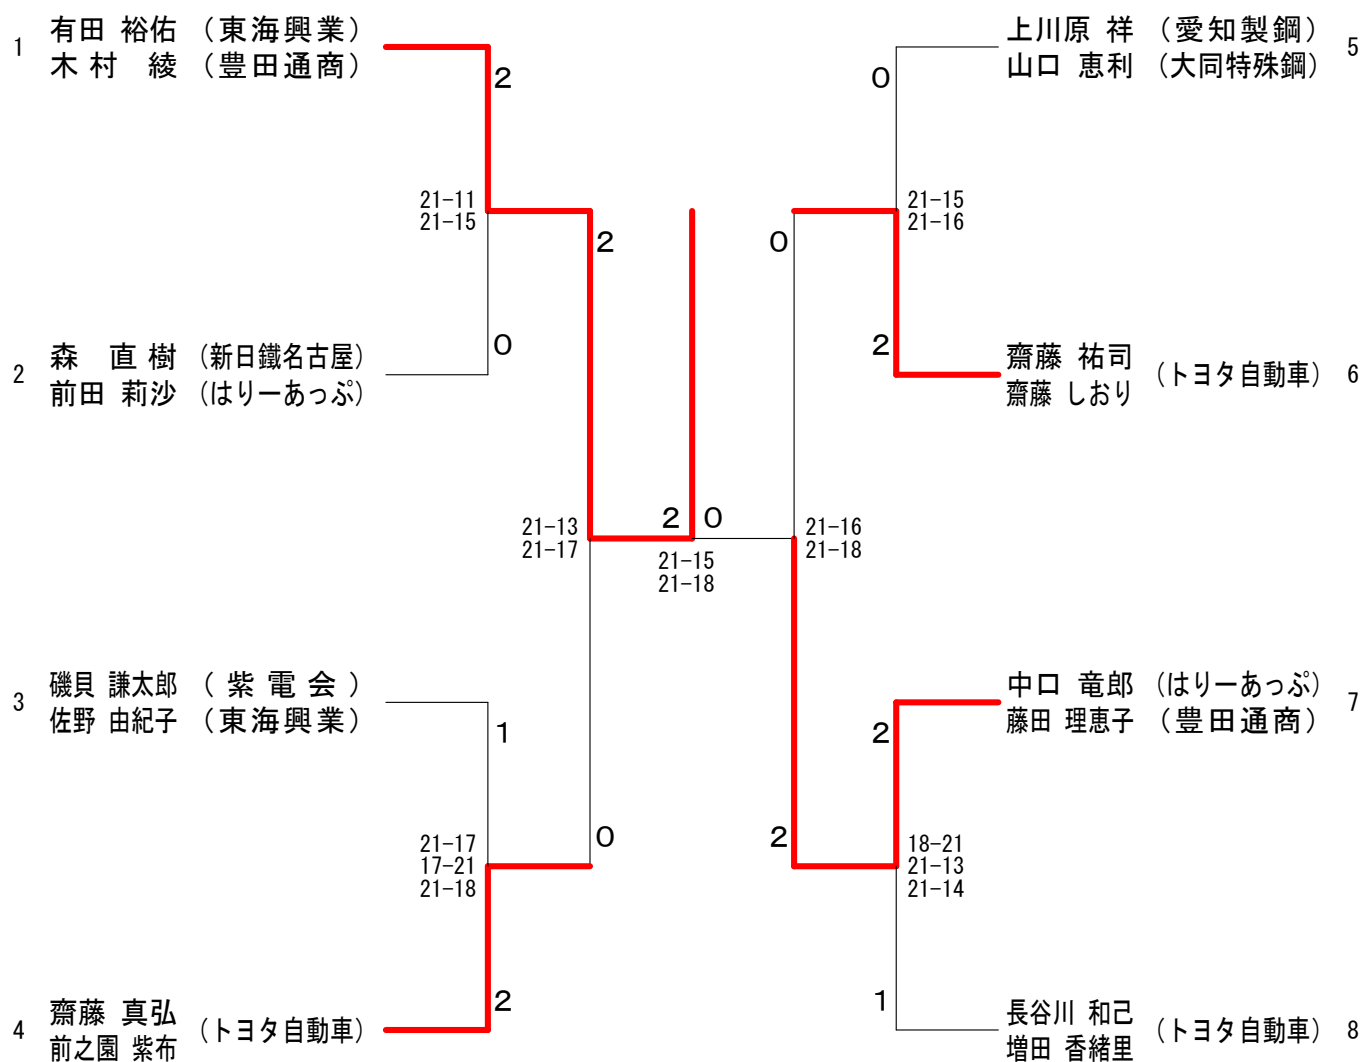 1 有田 裕佑 （東海興業）
木村 綾 （豊田通商）
2
21-11
21-15
2
0
2 森 直樹 （新日鐵名古屋）
前田 莉沙 （はりーあっぷ）
21-13
21-17
2 0
21-15
21-18
3 磯貝 謙太郎 （紫電会）
佐野 由紀子 （東海興業）
1
21-17
17-21
21-18
0
2
4 齋藤 真弘 （トヨタ自動車）
前之園 紫布
上川原 祥 （愛知製鋼） 5
山口 恵利 （大同特殊鋼）
0
21-15
21-16
0
2
齋藤 祐司 （トヨタ自動車） 6
齋藤 しおり
21-16
21-18
中口 竜郎 （はりーあっぷ） 7
藤田 理恵子 （豊田通商）
2
2
18-21
21-13
21-14
1
長谷川 和己 （トヨタ自動車） 8
増田 香緒里